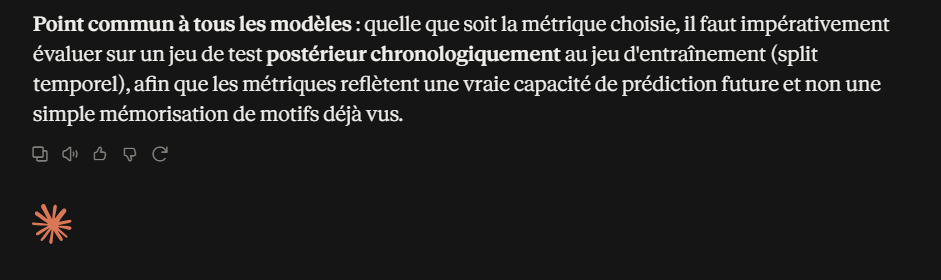 Point commun à tous les modèles : quelle que soit la métrique choisie, il faut impérativement
évaluer sur un jeu de test postérieur chronologiquement au jeu d'entraînement (split
temporel), afin que les métriques reflètent une vraie capacité de prédiction future et non une
simple mémorisation de motifs déjà vus.